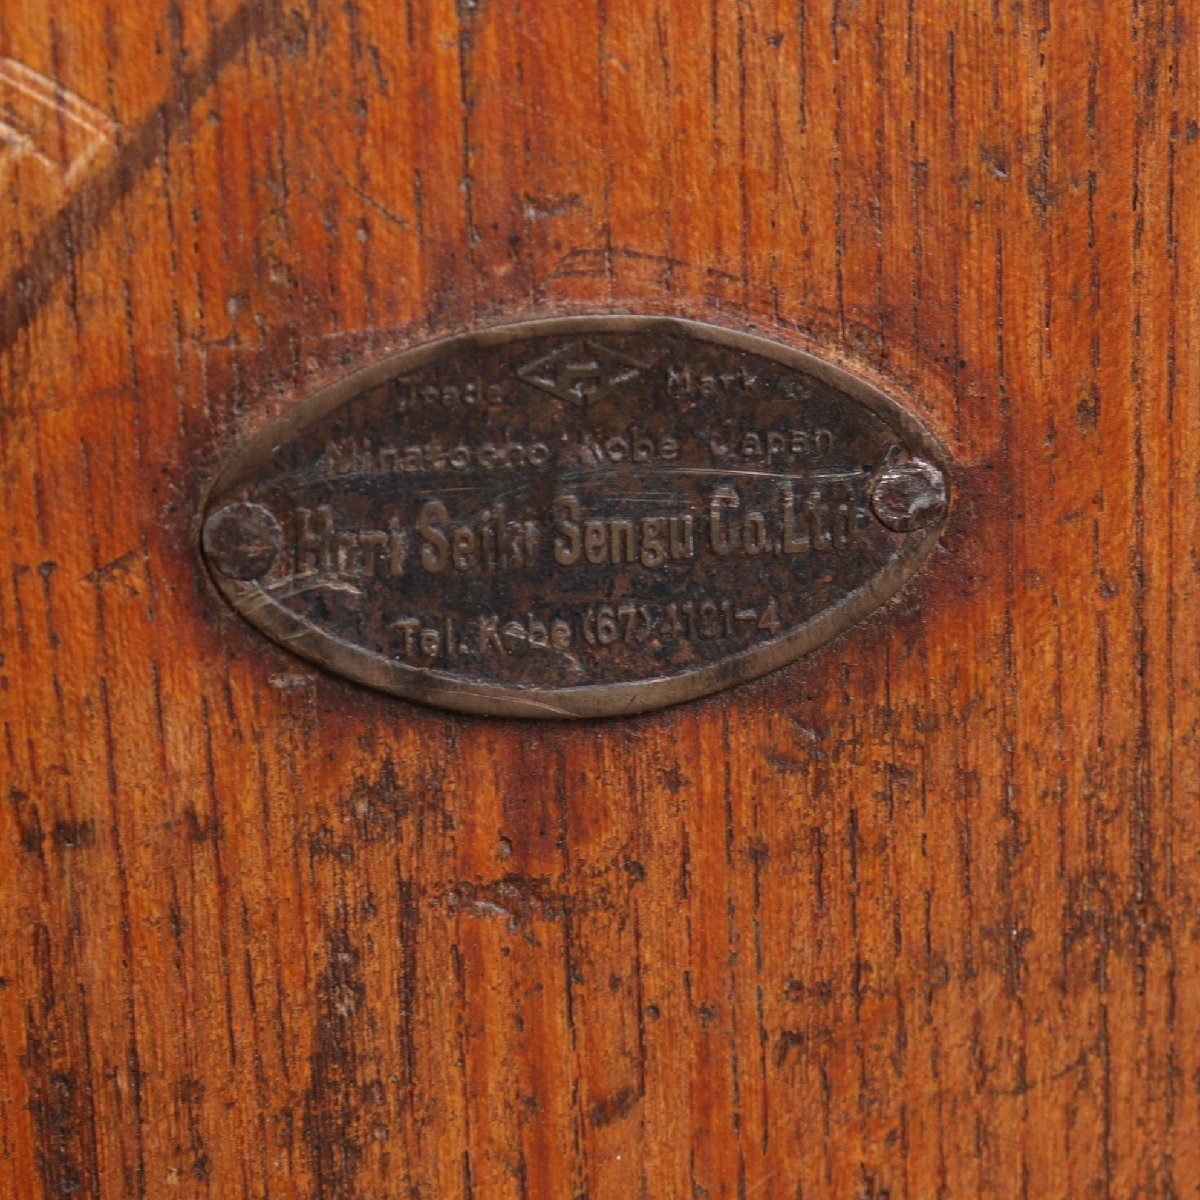 Trade Mark
Minatocho Kobe Japan
Hori Seiki Sengu Co., Ltd.
Tel. Kobe (67) 4121-4